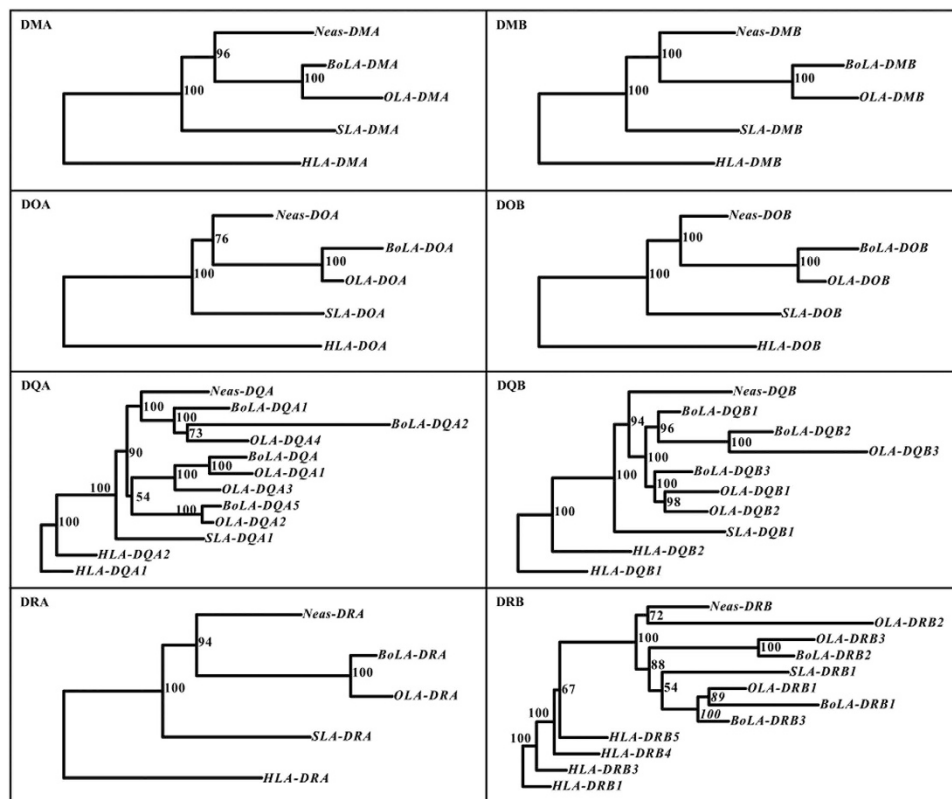 DMA
Neas-DMA
96
BoLA-DMA
100
OLA-DMA
100
SLA-DMA
HLA-DMA
DMB
Neas-DMB
100
BoLA-DMB
100
OLA-DMB
100
SLA-DMB
HLA-DMB
DOA
Neas-DOA
76
BoLA-DOA
100
OLA-DOA
100
SLA-DOA
HLA-DOA
DOB
Neas-DOB
100
BoLA-DOB
100
OLA-DOB
100
SLA-DOB
HLA-DOB
DQA
Neas-DQA
100
BoLA-DQA1
100
BoLA-DQA2
73
OLA-DQA4
90
BoLA-DQA
100
OLA-DQA1
100
OLA-DQA3
100
54
BoLA-DQA5
100
OLA-DQA2
SLA-DQA1
100
HLA-DQA2
HLA-DQA1
DQB
Neas-DQB
94
BoLA-DQB1
96
BoLA-DQB2
100
OLA-DQB3
100
BoLA-DQB3
100
100
OLA-DQB1
98
OLA-DQB2
SLA-DQB1
100
HLA-DQB2
HLA-DQB1
DRA
Neas-DRA
94
BoLA-DRA
100
OLA-DRA
100
SLA-DRA
HLA-DRA
DRB
Neas-DRB
72
OLA-DRB2
100
OLA-DRB3
100
BoLA-DRB2
88
SLA-DRB1
54
OLA-DRB1
67
89
BoLA-DRB1
100
BoLA-DRB3
100
HLA-DRB5
100
HLA-DRB4
HLA-DRB3
HLA-DRB1